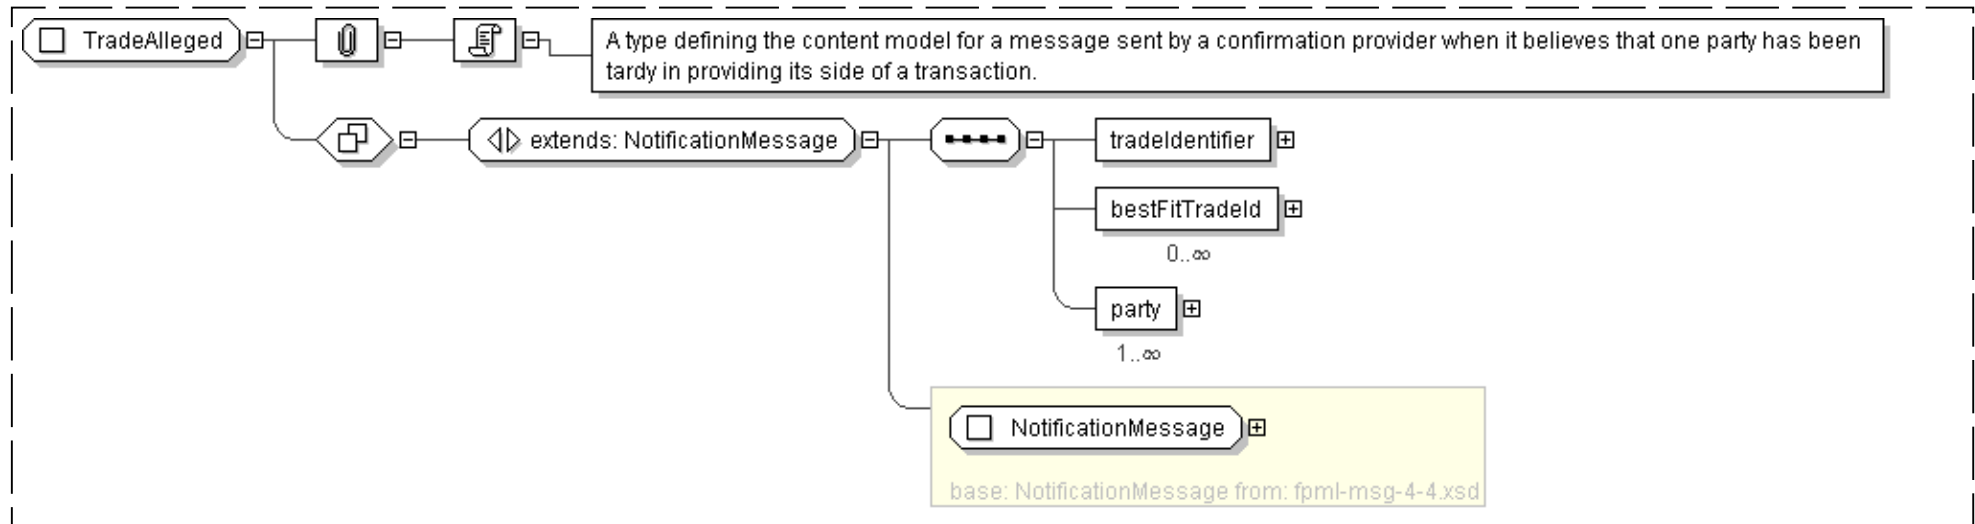 TradeAlleged
A type defining the content model for a message sent by a confirmation provider when it believes that one party has been
tardy in providing its side of a transaction.
extends: NotificationMessage
tradeIdentifier
bestFitTradeId
0..∞
party
1..∞
NotificationMessage
base: NotificationMessage from: fpml-msg-4-4.xsd